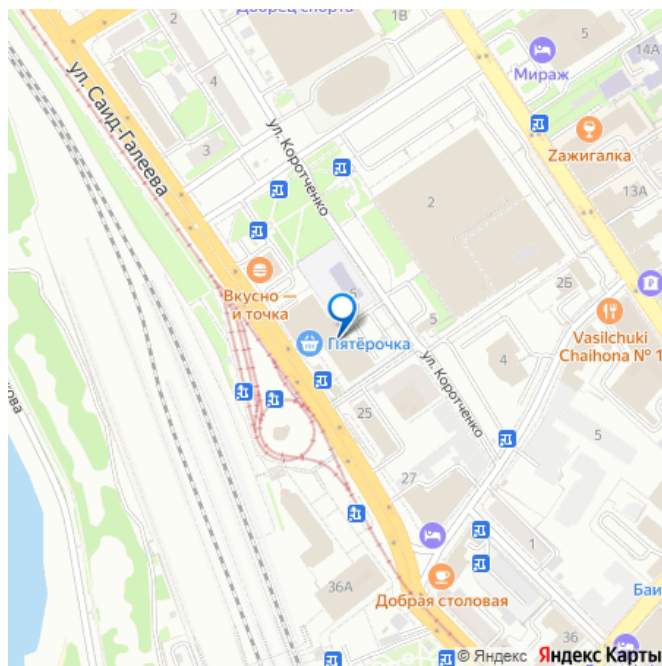 Дворец спорта
1В
5
14А
2
4
Мираж
ул. Саид-Галеева
ул. Коротченко
Zажигалка
3
13А
2
2Б
Вкусно —
и точка
5
5
Vasilchuki
Chaihona № 1
Пятёрочка
4
ул. Коротченко
25
5
27
1
36А
Добрая столовая
36
Баи
© Яндекс Яндекс Карты